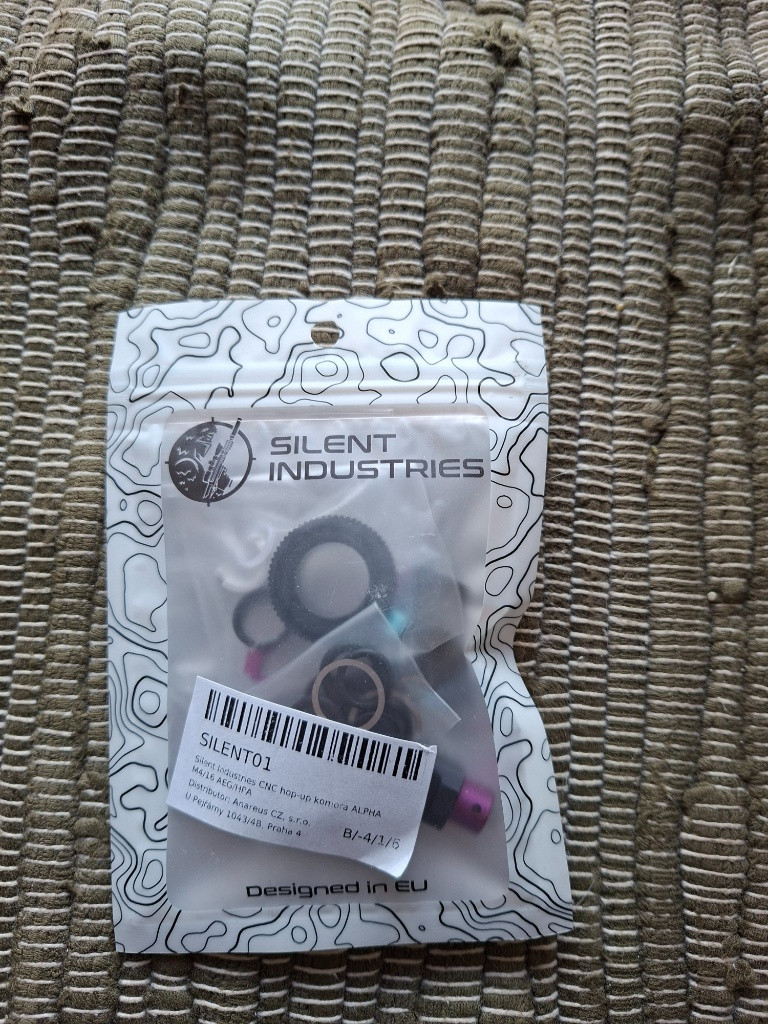 SILENT
INDUSTRIES
SILENT01
Silent Industries CNC hop-up komora ALPHA
M4/16 AEG/HPA
Distributor: Anareus CZ, s.r.o.
U Pejřárny 1043/4B, Praha 4
B/-4/1/6
Designed in EU